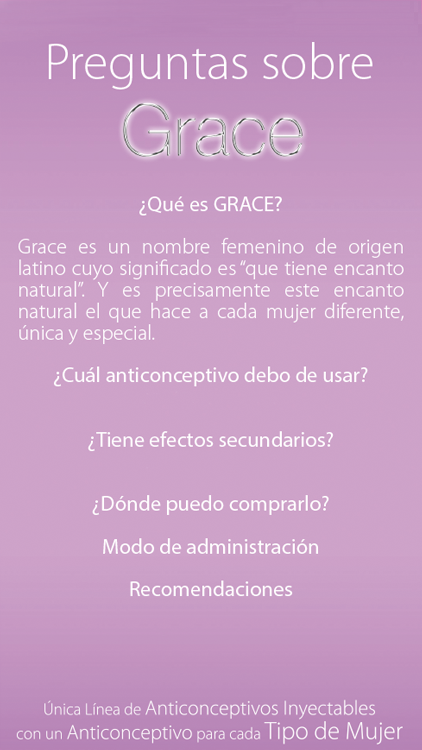 Preguntas sobre
Grace
¿Qué es GRACE?
Grace es un nombre femenino de origen
latino cuyo significado es “que tiene encanto
natural”. Y es precisamente este encanto
natural el que hace a cada mujer diferente,
única y especial.
¿Cuál anticonceptivo debo de usar?
¿Tiene efectos secundarios?
¿Dónde puedo comprarlo?
Modo de administración
Recomendaciones
Única Línea de Anticonceptivos Inyectables
con un Anticonceptivo para cada Tipo de Mujer